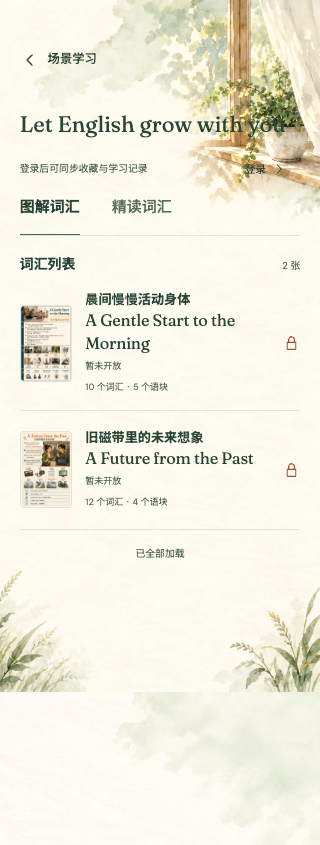 场景学习
Let English grow with you
登录后可同步收藏与学习记录
登录
图解词汇
精读词汇
词汇列表
2 张
晨间慢慢活动身体
A Gentle Start to the
Morning
暂未开放
10 个词汇 · 5 个语块
旧磁带里的未来想象
A Future from the Past
暂未开放
12 个词汇 · 4 个语块
已全部加载